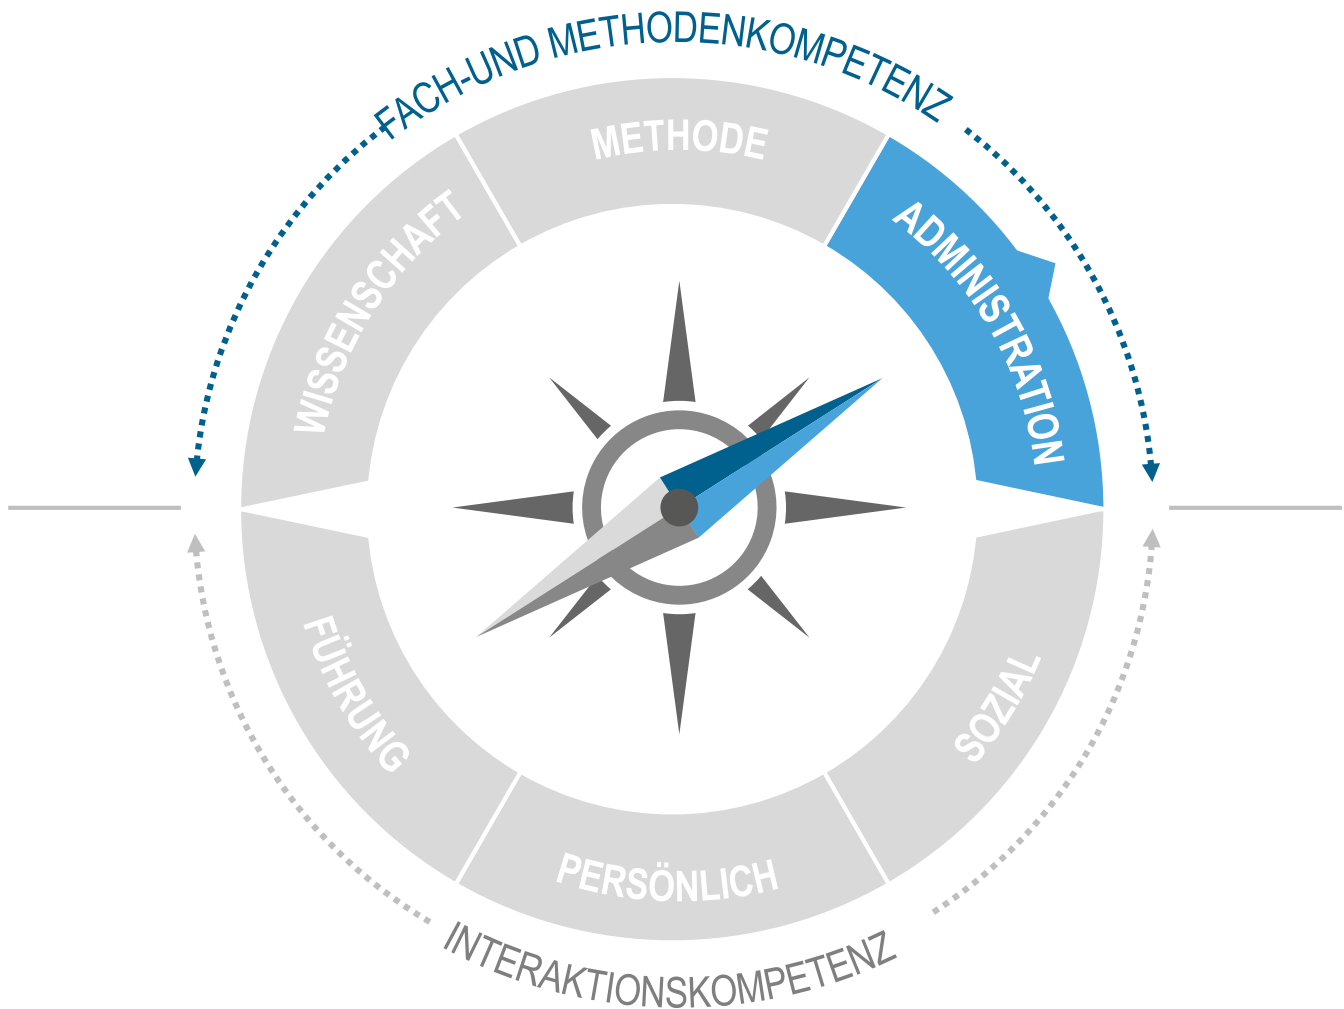 FACH-UND METHODENKOMPETENZ
METHODE
WISSENSCHAFT
ADMINISTRATION
FÜHRUNG
SOZIAL
PERSÖNLICH
INTERAKTIONSKOMPETENZ